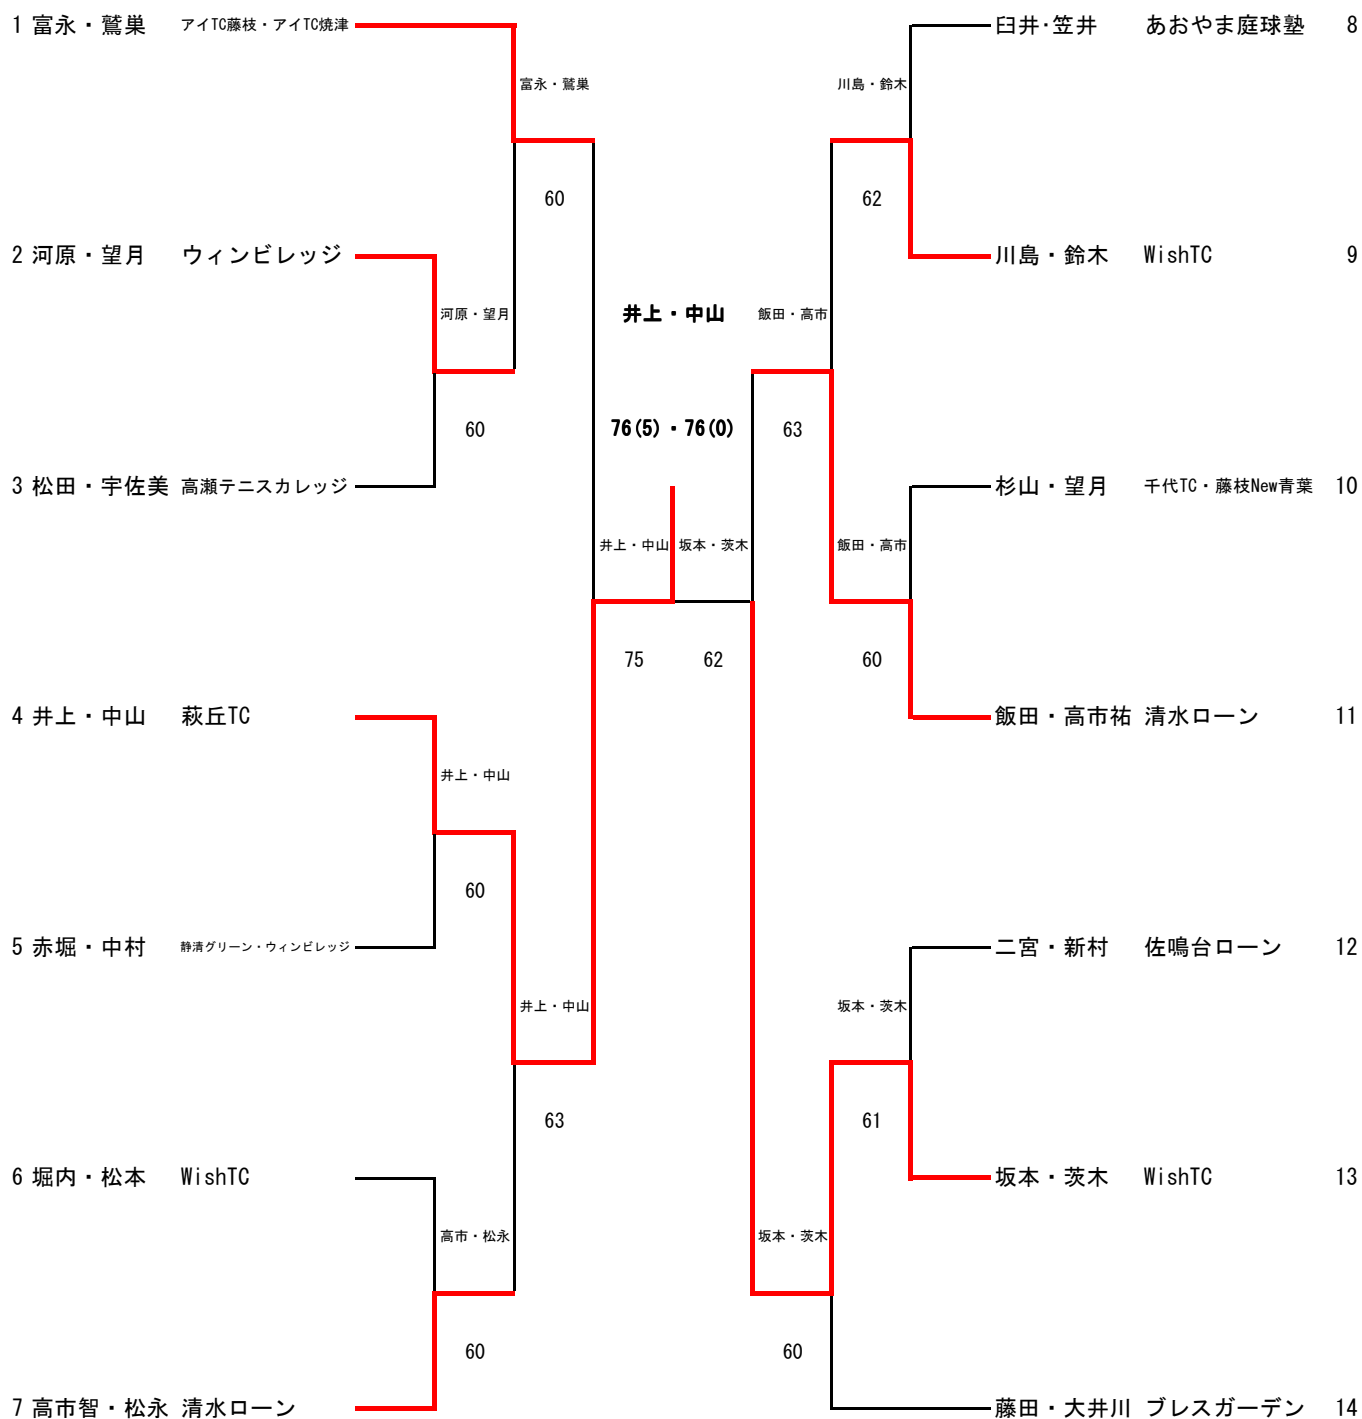 1 富永・鷲巣 アイTC藤枝・アイTC焼津
臼井・笠井 あおやま庭球塾 8
富永・鷲巣
川島・鈴木
60
62
2 河原・望月 ウィンビレッジ
川島・鈴木 WishTC 9
河原・望月
井上・中山
飯田・高市
60
76(5)・76(0)
63
3 松田・宇佐美 高瀬テニスカレッジ
杉山・望月 千代TC・藤枝New青葉 10
井上・中山
坂本・茨木
飯田・高市
75
62
60
4 井上・中山 萩丘TC
飯田・高市祐 清水ローン 11
井上・中山
60
5 赤堀・中村 静清グリーン・ウィンビレッジ
二宮・新村 佐鳴台ローン 12
井上・中山
坂本・茨木
63
61
6 堀内・松本 WishTC
坂本・茨木 WishTC 13
高市・松永
坂本・茨木
60
60
7 高市智・松永 清水ローン
藤田・大井川 ブレスガーデン 14